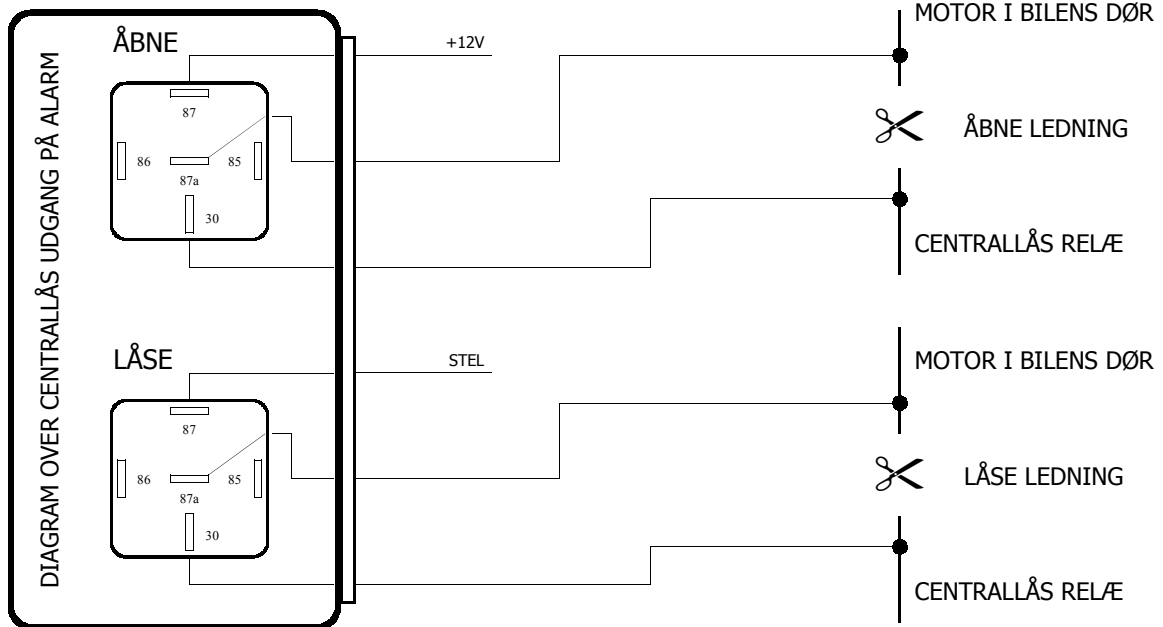 DIAGRAM OVER CENTRALLÅS UDGANG PÅ ALARM
ÅBNE
87
86
85
87a
30
+12V
MOTOR I BILENS DØR
ÅBNE LEDNING
CENTRALLÅS RELÆ
LÅSE
87
86
85
87a
30
STEL
MOTOR I BILENS DØR
LÅSE LEDNING
CENTRALLÅS RELÆ